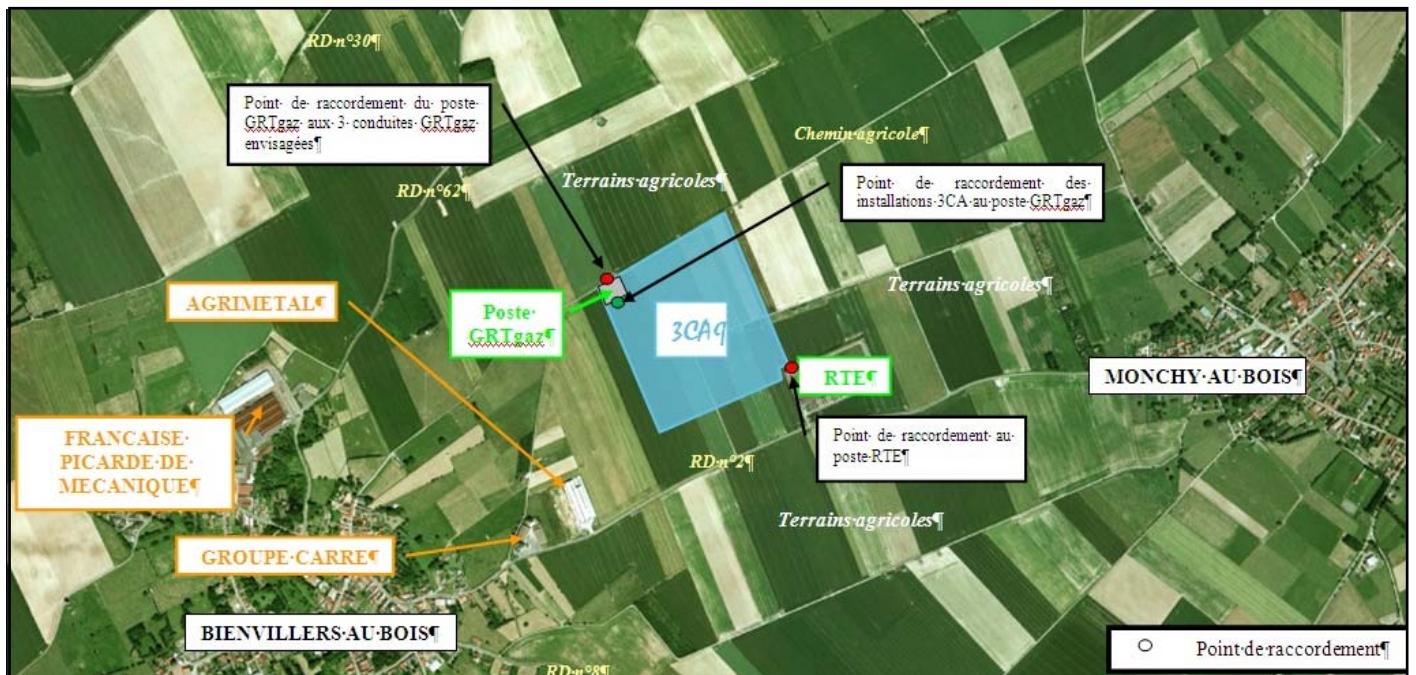 RD·n°30¶
Point· de· raccordement· du· poste·
GRTgaz· aux· 3· conduites· GRTgaz·
envisagées¶
Chemin·agricole¶
Terrains·agricoles¶
RD·n°62¶
Point· de· raccordement· des·
installations·3CA·au·poste·GRTgaz¶
AGRIMETAL¶
Poste·
GRTgaz¶
3CA¶
Terrains·agricoles¶
RTE¶
MONCHY·AU·BOIS¶
FRANCAISE·
PICARDE·DE·
MECANIQUE¶
Point· de· raccordement· au·
poste·RTE¶
RD·n°2¶
Terrains·agricoles¶
GROUPE·CARRE¶
BIENVILLERS·AU·BOIS¶
Point·de·raccordement¶
RD·n°8¶